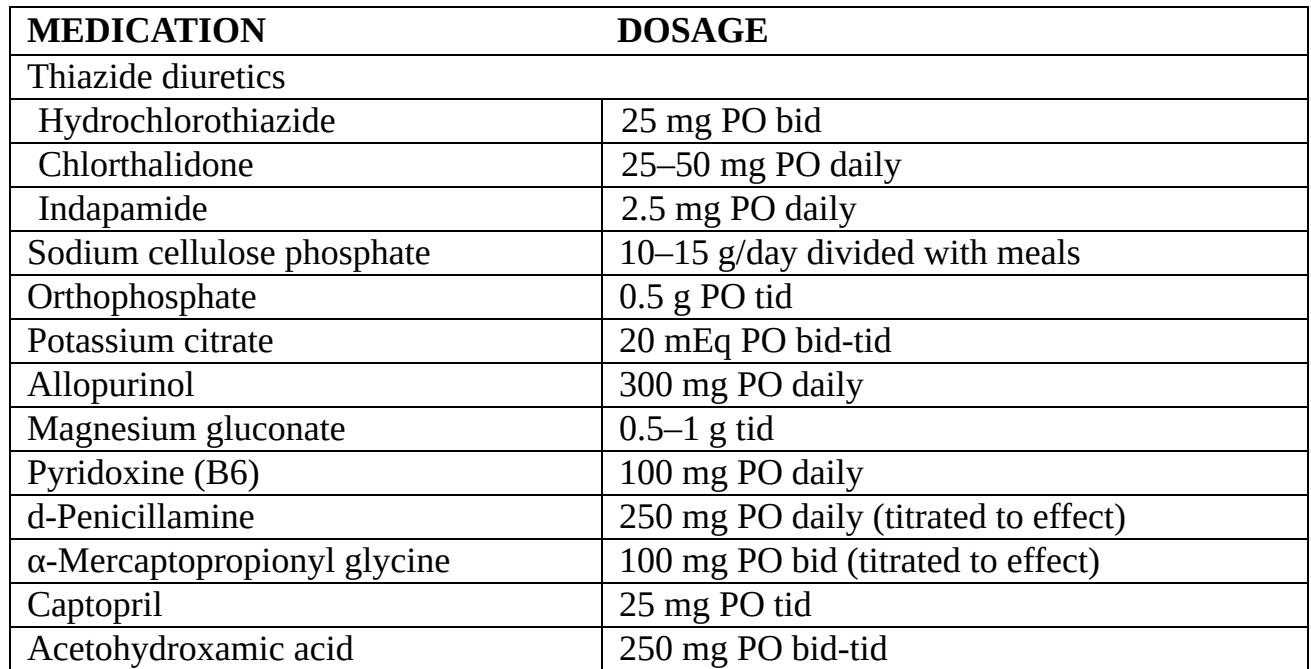 MEDICATION DOSAGE
Thiazide diuretics
Hydrochlorothiazide 25 mg PO bid
Chlorthalidone 25–50 mg PO daily
Indapamide 2.5 mg PO daily
Sodium cellulose phosphate 10–15 g/day divided with meals
Orthophosphate 0.5 g PO tid
Potassium citrate 20 mEq PO bid-tid
Allopurinol 300 mg PO daily
Magnesium gluconate 0.5–1 g tid
Pyridoxine (B6) 100 mg PO daily
d-Penicillamine 250 mg PO daily (titrated to effect)
α-Mercaptopropionyl glycine 100 mg PO bid (titrated to effect)
Captopril 25 mg PO tid
Acetohydroxamic acid 250 mg PO bid-tid